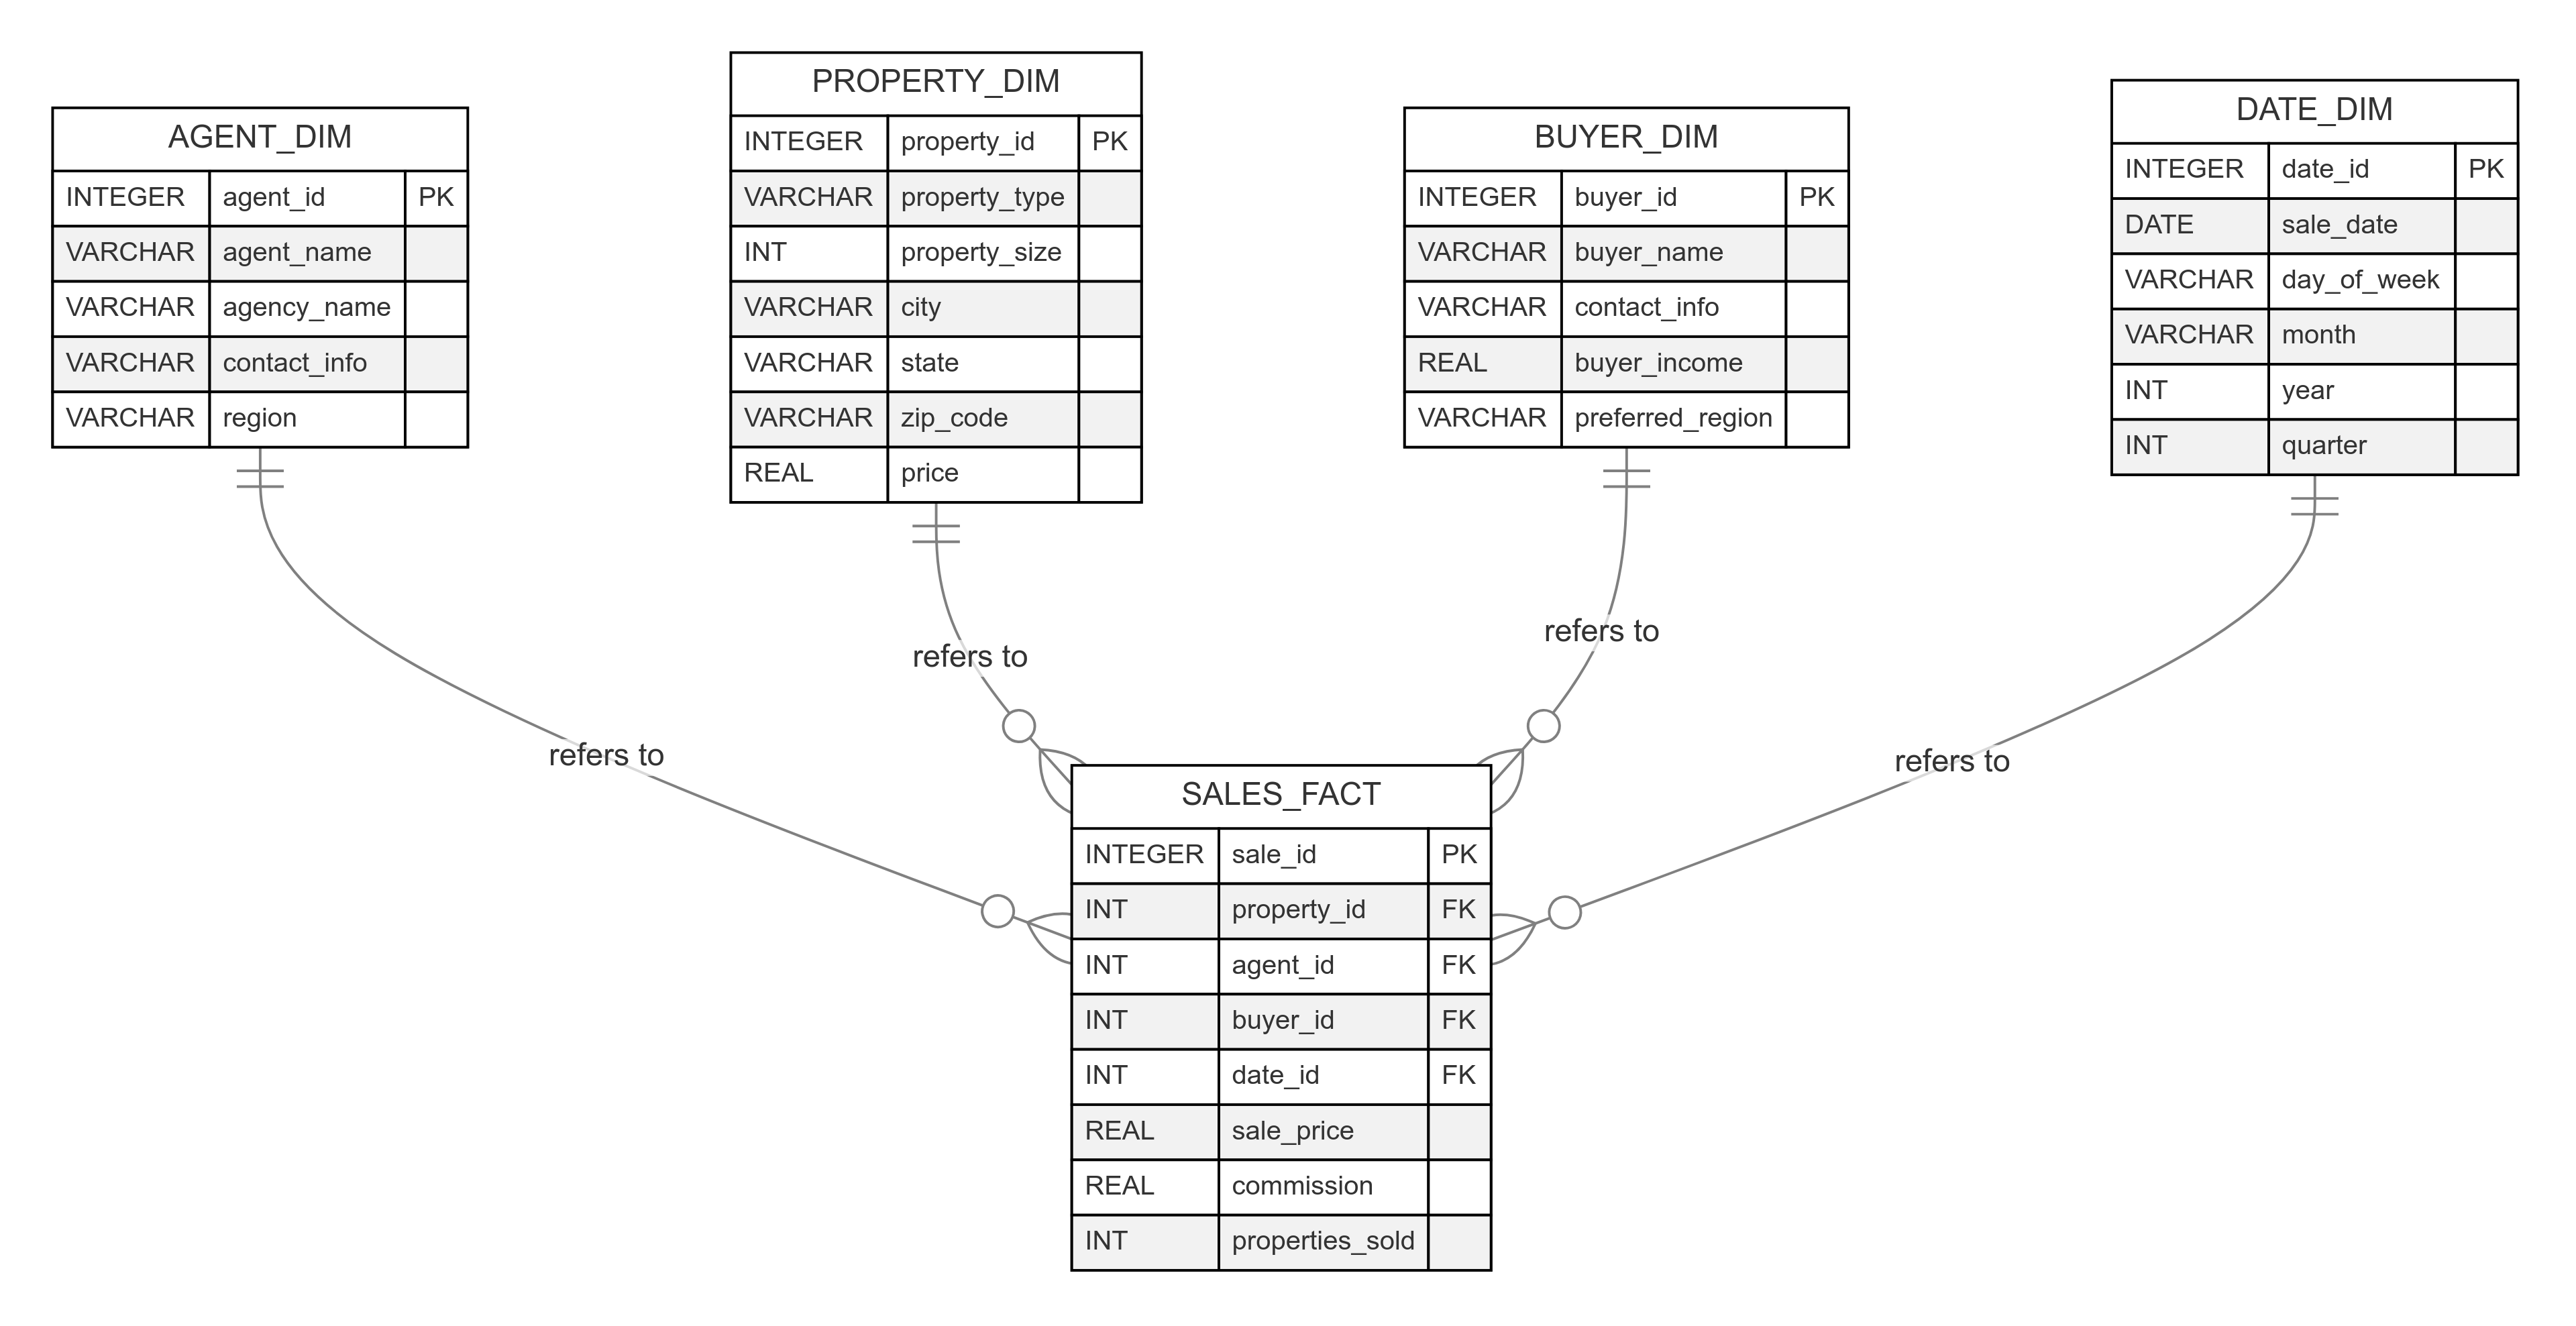 AGENT_DIM
INTEGER agent_id PK
VARCHAR agent_name
VARCHAR agency_name
VARCHAR contact_info
VARCHAR region
PROPERTY_DIM
INTEGER property_id PK
VARCHAR property_type
INT property_size
VARCHAR city
VARCHAR state
VARCHAR zip_code
REAL price
BUYER_DIM
INTEGER buyer_id PK
VARCHAR buyer_name
VARCHAR contact_info
REAL buyer_income
VARCHAR preferred_region
DATE_DIM
INTEGER date_id PK
DATE sale_date
VARCHAR day_of_week
VARCHAR month
INT year
INT quarter
refers to
refers to
refers to
refers to
SALES_FACT
INTEGER sale_id PK
INT property_id FK
INT agent_id FK
INT buyer_id FK
INT date_id FK
REAL sale_price
REAL commission
INT properties_sold